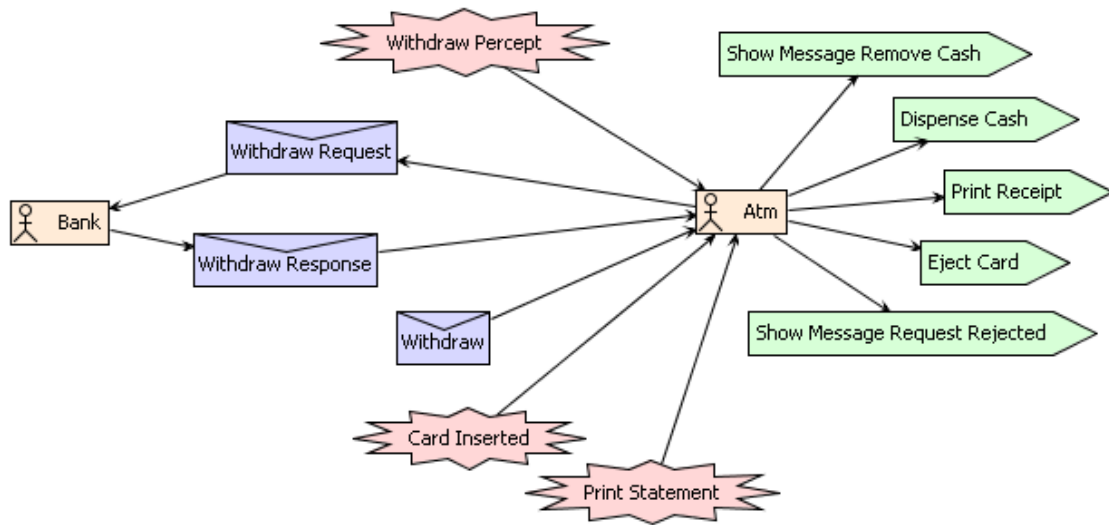 Withdraw Percept
Show Message Remove Cash
Dispense Cash
Withdraw Request
Print Receipt
Atm
Bank
Withdraw Response
Eject Card
Show Message Request Rejected
Withdraw
Card Inserted
Print Statement